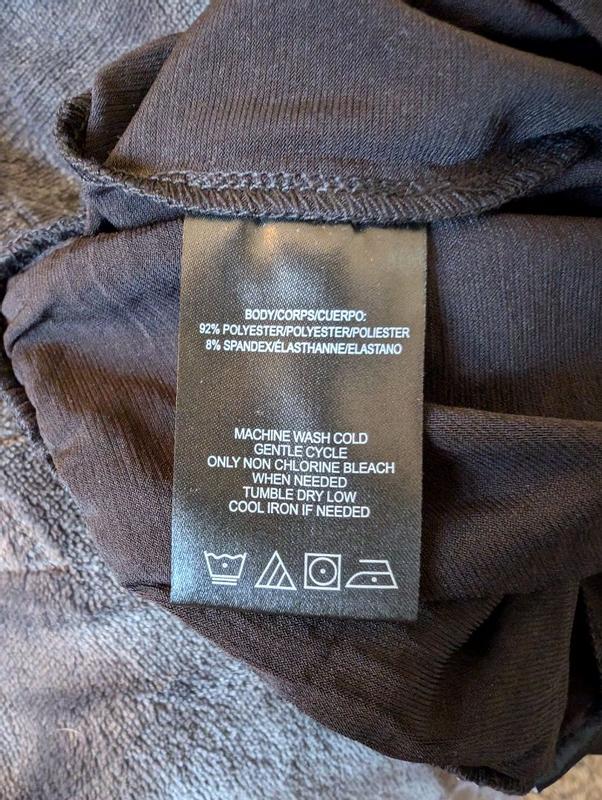 BODY/CORPS/CUERPO:
92% POLYESTER/POLYESTER/POLIESTER
8% SPANDEX/ÉLASTHANNE/ELASTANO
MACHINE WASH COLD
GENTLE CYCLE
ONLY NON CHLORINE BLEACH
WHEN NEEDED
TUMBLE DRY LOW
COOL IRON IF NEEDED